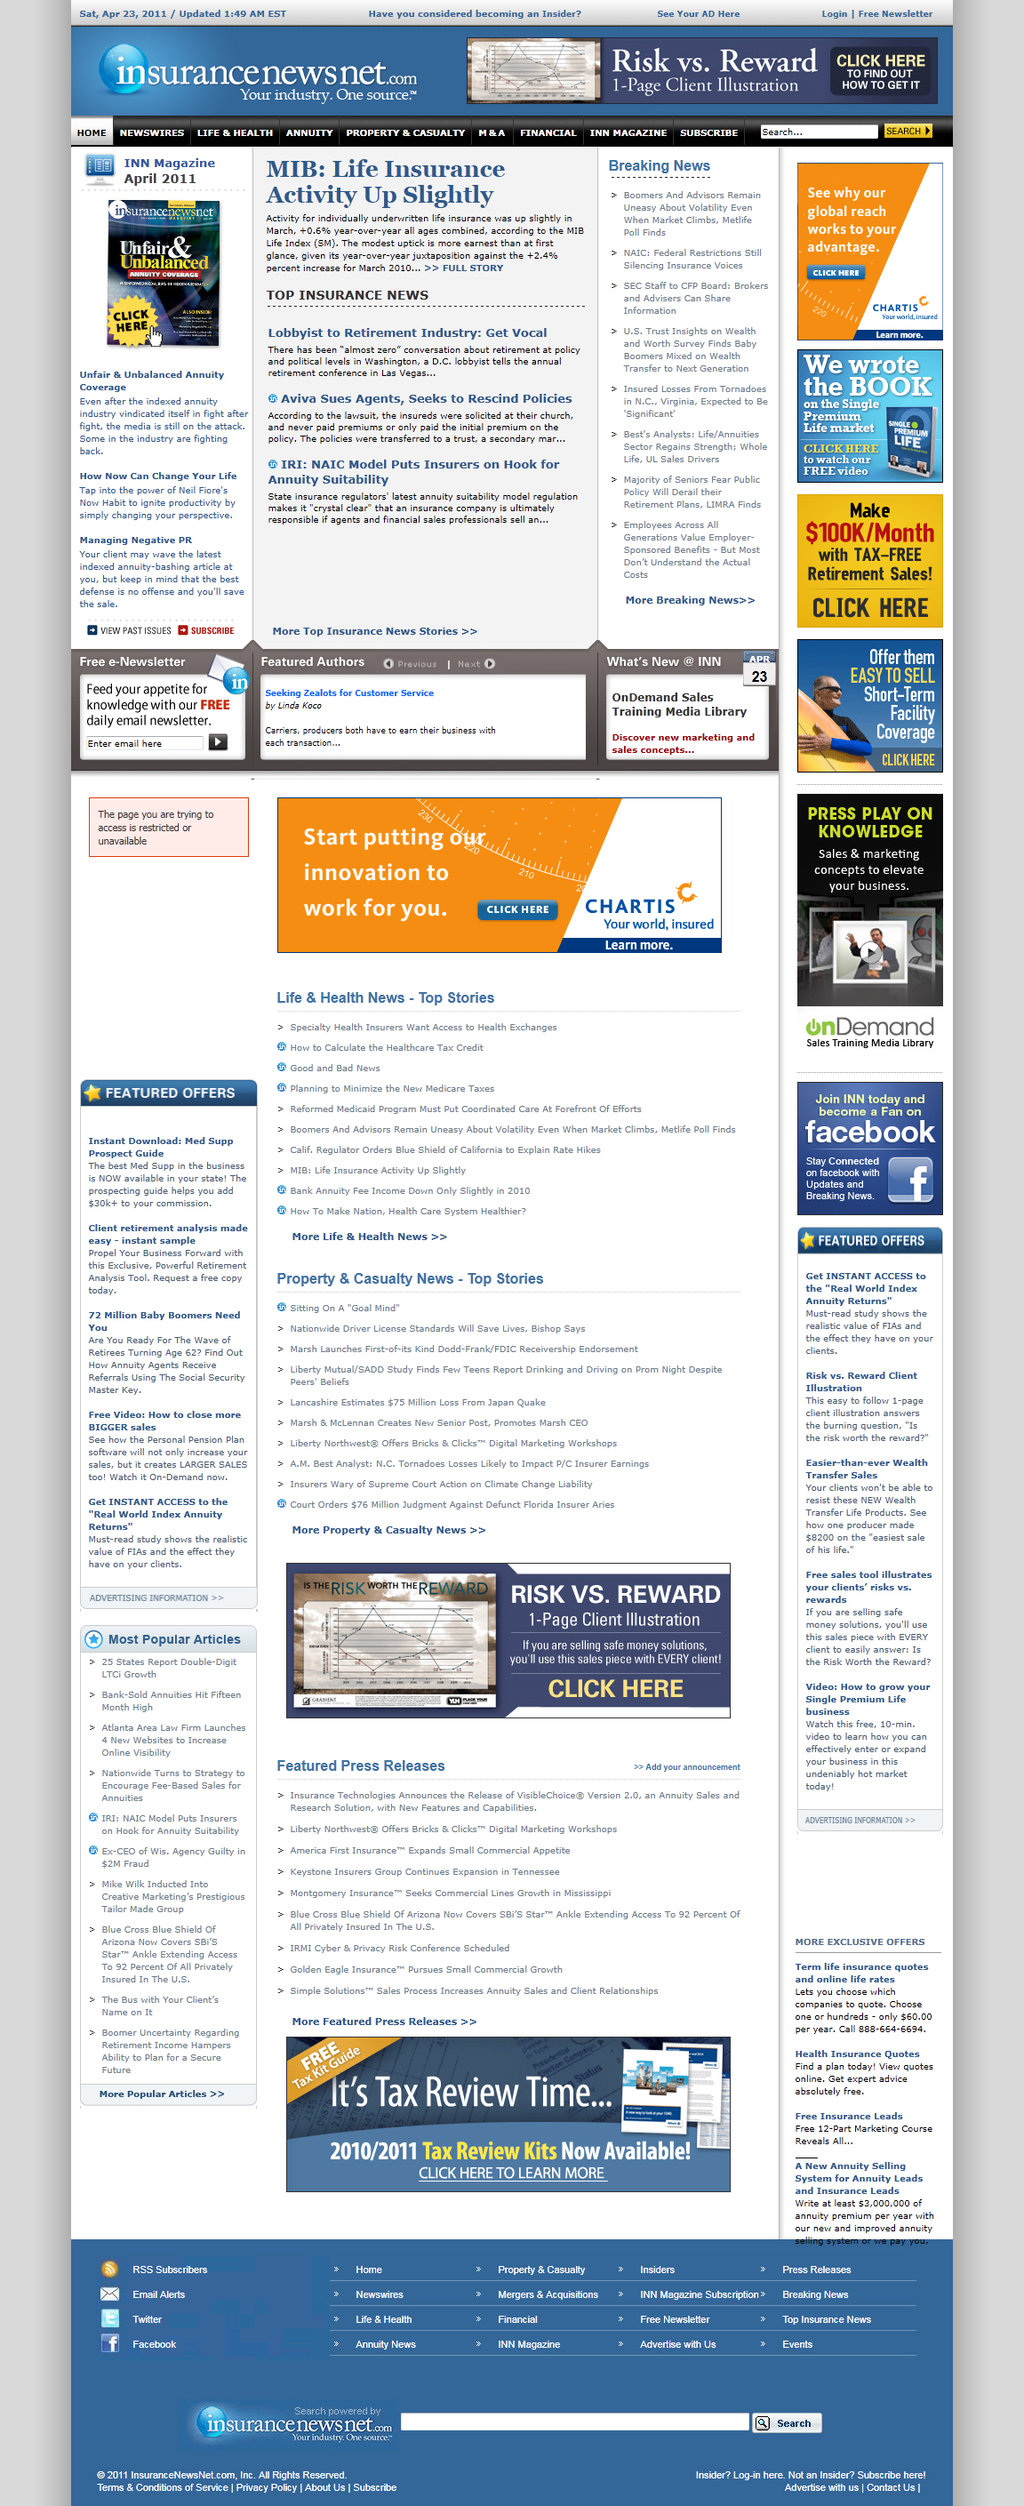 Sat, Apr 23, 2011 / Updated 1:49 AM EST
Have you considered becoming an Insider?
See Your AD Here
Login | Free Newsletter
insurancenewsnet.com
Your industry. One source.™
Risk vs. Reward
1-Page Client Illustration
CLICK HERE
TO FIND OUT
HOW TO GET IT
HOME
NEWSWIRES
LIFE & HEALTH
ANNUITY
PROPERTY & CASUALTY
M & A
FINANCIAL
INN MAGAZINE
SUBSCRIBE
Search...
SEARCH
INN Magazine
April 2011
insurancenewsnet
Unfair &
Unbalanced
ANNUITY COVERAGE
CLICK
HERE
Unfair & Unbalanced Annuity
Coverage
Even after the indexed annuity
industry vindicated itself in fight after
fight, the media is still on the attack.
Some in the industry are fighting
back.
How Now Can Change Your Life
Tap into the power of Neil Fiore's
Now Habit to ignite productivity by
simply changing your perspective.
Managing Negative PR
Your client may wave the latest
indexed annuity-bashing article at
you, but keep in mind that the best
defense is no offense and you'll save
the sale.
VIEW PAST ISSUES
SUBSCRIBE
MIB: Life Insurance
Activity Up Slightly
Activity for individually underwritten life insurance was up slightly in
March, +0.6% year-over-year all ages combined, according to the MIB
Life Index (SM). The modest uptick is more earnest than at first
glance, given its year-over-year juxtaposition against the +2.4%
percent increase for March 2010... >> FULL STORY
TOP INSURANCE NEWS
Lobbyist to Retirement Industry: Get Vocal
There has been "almost zero" conversation about retirement at policy
and political levels in Washington, a D.C. lobbyist tells the annual
retirement conference in Las Vegas...
Aviva Sues Agents, Seeks to Rescind Policies
According to the lawsuit, the insureds were solicited at their church,
and never paid premiums or only paid the initial premium on the
policy. The policies were transferred to a trust, a secondary mar...
IRI: NAIC Model Puts Insurers on Hook for
Annuity Suitability
State insurance regulators' latest annuity suitability model regulation
makes it "crystal clear" that an insurance company is ultimately
responsible if agents and financial sales professionals sell an...
More Top Insurance News Stories >>
Breaking News
> Boomers And Advisors Remain
Uneasy About Volatility Even
When Market Climbs, Metlife
Poll Finds
> NAIC: Federal Restrictions Still
Silencing Insurance Voices
> SEC Staff to CFP Board: Brokers
and Advisers Can Share
Information
> U.S. Trust Insights on Wealth
and Worth Survey Finds Baby
Boomers Mixed on Wealth
Transfer to Next Generation
> Insured Losses From Tornadoes
in N.C., Virginia, Expected to Be
'Significant'
> Best's Analysts: Life/Annuities
Sector Regains Strength; Whole
Life, UL Sales Drivers
> Majority of Seniors Fear Public
Policy Will Derail their
Retirement Plans, LIMRA Finds
> Employees Across All
Generations Value Employer-
Sponsored Benefits - But Most
Don't Understand the Actual
Costs
More Breaking News>>
See why our
global reach
works to your
advantage.
CLICK HERE
220
210
CHARTIS
Your world, insured
Learn more.
We wrote
the BOOK
on the Single
Premium
Life market
CLICK HERE
to watch our
FREE video
SINGLE PREMIUM
LIFE
Make
$100K/Month
with TAX-FREE
Retirement Sales!
CLICK HERE
Offer them
EASY TO SELL
Short-Term
Facility
Coverage
CLICK HERE
Free e-Newsletter
Feed your appetite for
knowledge with our FREE
daily email newsletter.
Enter email here
in
Featured Authors
Previous | Next
Seeking Zealots for Customer Service
by Linda Koco
Carriers, producers both have to earn their business with
each transaction...
What's New @ INN
APR
23
OnDemand Sales
Training Media Library
Discover new marketing and
sales concepts...
The page you are trying to
access is restricted or
unavailable
Start putting our
innovation to
work for you.
230
220
210
CLICK HERE
CHARTIS
Your world, insured
Learn more.
PRESS PLAY ON
KNOWLEDGE
Sales & marketing
concepts to elevate
your business.
onDemand
Sales Training Media Library
Join INN today and
become a Fan on
facebook
Stay Connected
on facebook with
Updates and
Breaking News.
Life & Health News - Top Stories
> Specialty Health Insurers Want Access to Health Exchanges
How to Calculate the Healthcare Tax Credit
Good and Bad News
Planning to Minimize the New Medicare Taxes
> Reformed Medicaid Program Must Put Coordinated Care At Forefront Of Efforts
> Boomers And Advisors Remain Uneasy About Volatility Even When Market Climbs, Metlife Poll Finds
> Calif. Regulator Orders Blue Shield of California to Explain Rate Hikes
> MIB: Life Insurance Activity Up Slightly
Bank Annuity Fee Income Down Only Slightly in 2010
How To Make Nation, Health Care System Healthier?
More Life & Health News >>
Property & Casualty News - Top Stories
Sitting On A "Goal Mind"
> Nationwide Driver License Standards Will Save Lives, Bishop Says
> Marsh Launches First-of-its Kind Dodd-Frank/FDIC Receivership Endorsement
> Liberty Mutual/SADD Study Finds Few Teens Report Drinking and Driving on Prom Night Despite
Peers' Beliefs
> Lancashire Estimates $75 Million Loss From Japan Quake
> Marsh & McLennan Creates New Senior Post, Promotes Marsh CEO
> Liberty Northwest® Offers Bricks & Clicks™ Digital Marketing Workshops
> A.M. Best Analyst: N.C. Tornadoes Losses Likely to Impact P/C Insurer Earnings
> Insurers Wary of Supreme Court Action on Climate Change Liability
Court Orders $76 Million Judgment Against Defunct Florida Insurer Aries
More Property & Casualty News >>
FEATURED OFFERS
Instant Download: Med Supp
Prospect Guide
The best Med Supp in the business
is NOW available in your state! The
prospecting guide helps you add
$30k+ to your commission.
Client retirement analysis made
easy - instant sample
Propel Your Business Forward with
this Exclusive, Powerful Retirement
Analysis Tool. Request a free copy
today.
72 Million Baby Boomers Need
You
Are You Ready For The Wave of
Retirees Turning Age 62? Find Out
How Annuity Agents Receive
Referrals Using The Social Security
Master Key.
Free Video: How to close more
BIGGER sales
See how the Personal Pension Plan
software will not only increase your
sales, but it creates LARGER SALES
too! Watch it On-Demand now.
Get INSTANT ACCESS to the
"Real World Index Annuity
Returns"
Must-read study shows the realistic
value of FIAs and the effect they
have on your clients.
ADVERTISING INFORMATION >>
Most Popular Articles
> 25 States Report Double-Digit
LTCi Growth
> Bank-Sold Annuities Hit Fifteen
Month High
> Atlanta Area Law Firm Launches
4 New Websites to Increase
Online Visibility
> Nationwide Turns to Strategy to
Encourage Fee-Based Sales for
Annuities
IRI: NAIC Model Puts Insurers
on Hook for Annuity Suitability
Ex-CEO of Wis. Agency Guilty in
$2M Fraud
> Mike Wilk Inducted Into
Creative Marketing's Prestigious
Tailor Made Group
> Blue Cross Blue Shield Of
Arizona Now Covers SBi'S
Star™ Ankle Extending Access
To 92 Percent Of All Privately
Insured In The U.S.
> The Bus with Your Client's
Name on It
> Boomer Uncertainty Regarding
Retirement Income Hampers
Ability to Plan for a Secure
Future
More Popular Articles >>
IS THE RISK WORTH THE REWARD
GRADIENT
RISK VS. REWARD
1-Page Client Illustration
If you are selling safe money solutions,
you'll use this sales piece with EVERY client!
CLICK HERE
Featured Press Releases
>> Add your announcement
> Insurance Technologies Announces the Release of VisibleChoice® Version 2.0, an Annuity Sales and
Research Solution, with New Features and Capabilities.
> Liberty Northwest® Offers Bricks & Clicks™ Digital Marketing Workshops
> America First Insurance™ Expands Small Commercial Appetite
> Keystone Insurers Group Continues Expansion in Tennessee
> Montgomery Insurance™ Seeks Commercial Lines Growth in Mississippi
> Blue Cross Blue Shield Of Arizona Now Covers SBi'S Star™ Ankle Extending Access To 92 Percent Of
All Privately Insured In The U.S.
> IRMI Cyber & Privacy Risk Conference Scheduled
> Golden Eagle Insurance™ Pursues Small Commercial Growth
> Simple Solutions™ Sales Process Increases Annuity Sales and Client Relationships
More Featured Press Releases >>
FREE
Tax Kit Guide
It's Tax Review Time...
2010/2011 Tax Review Kits Now Available!
CLICK HERE TO LEARN MORE
FEATURED OFFERS
Get INSTANT ACCESS to
the "Real World Index
Annuity Returns"
Must-read study shows the
realistic value of FIAs and
the effect they have on your
clients.
Risk vs. Reward Client
Illustration
This easy to follow 1-page
client illustration answers
the burning question, "Is
the risk worth the reward?"
Easier-than-ever Wealth
Transfer Sales
Your clients won't be able to
resist these NEW Wealth
Transfer Life Products. See
how one producer made
$8200 on the "easiest sale
of his life."
Free sales tool illustrates
your clients' risks vs.
rewards
If you are selling safe
money solutions, you'll use
this sales piece with EVERY
client to easily answer: Is
the Risk Worth the Reward?
Video: How to grow your
Single Premium Life
business
Watch this free, 10-min.
video to learn how you can
effectively enter or expand
your business in this
undeniably hot market
today!
ADVERTISING INFORMATION >>
MORE EXCLUSIVE OFFERS
Term life insurance quotes
and online life rates
Lets you choose which
companies to quote. Choose
one or hundreds - only $60.00
per year. Call 888-664-6694.
Health Insurance Quotes
Find a plan today! View quotes
online. Get expert advice
absolutely free.
Free Insurance Leads
Free 12-Part Marketing Course
Reveals All...
A New Annuity Selling
System for Annuity Leads
and Insurance Leads
Write at least $3,000,000 of
annuity premium per year with
our new and improved annuity
selling system or we pay you.
RSS Subscribers
Email Alerts
Twitter
Facebook
» Home
» Property & Casualty
» Insiders
» Press Releases
» Newswires
» Mergers & Acquisitions
» INN Magazine Subscription
» Breaking News
» Life & Health
» Financial
» Free Newsletter
» Top Insurance News
» Annuity News
» INN Magazine
» Advertise with Us
» Events
Search powered by
insurancenewsnet.com
Your industry. One source.™
Search
© 2011 InsuranceNewsNet.com, Inc. All Rights Reserved.
Terms & Conditions of Service | Privacy Policy | About Us | Subscribe
Insider? Log-in here. Not an Insider? Subscribe here!
Advertise with us | Contact Us |